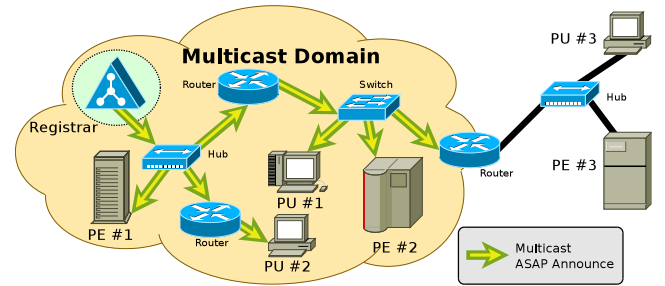 Multicast Domain
PU #3
Router
Switch
Hub
Registrar
Hub
PE #3
Router
PU #1
PE #1
Router
PE #2
PU #2
Multicast
ASAP Announce